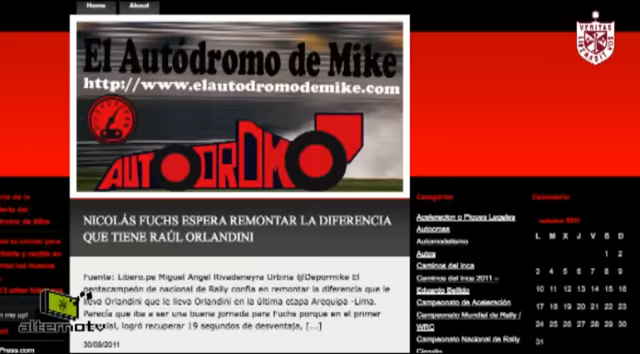 Home About
VERITAS
El Autódromo de Mike
http://www.elautodromodemike.com
AUTODROMO
NICOLÁS FUCHS ESPERA REMONTAR LA DIFERENCIA
QUE TIENE RAÚL ORLANDINI
Fuente: Libero.pe Miguel Angel Rivadeneyra Urbina @Depormike El
pentacampeón de nacional de Rally confía en remontar la diferencia que le
lleva Orlandini que le lleva Orlandini en la última etapa Arequipa -Lima.
Parecía que iba a ser una buena jornada para Fuchs porque en el primer
logró recuperar 19 segundos de desventaja, [...]
30/09/2011
alternotv
Categorías
Aceleracion o Piques Legales
Autocross
Automodelismo
Autos
Caminos del Inca
Caminos del Inca 2011 –
Eduardo Bellido
Campeonato de Aceleración
Campeonato Mundial de Rally /
WRC
Campeonato Nacional de Rally
Circuito
Calendario
octubre 2011
L M X J V S D
1 2
3 4 5 6 7 8 9
10 11 12 13 14 15 16
17 18 19 20 21 22 23
24 25 26 27 28 29 30
31